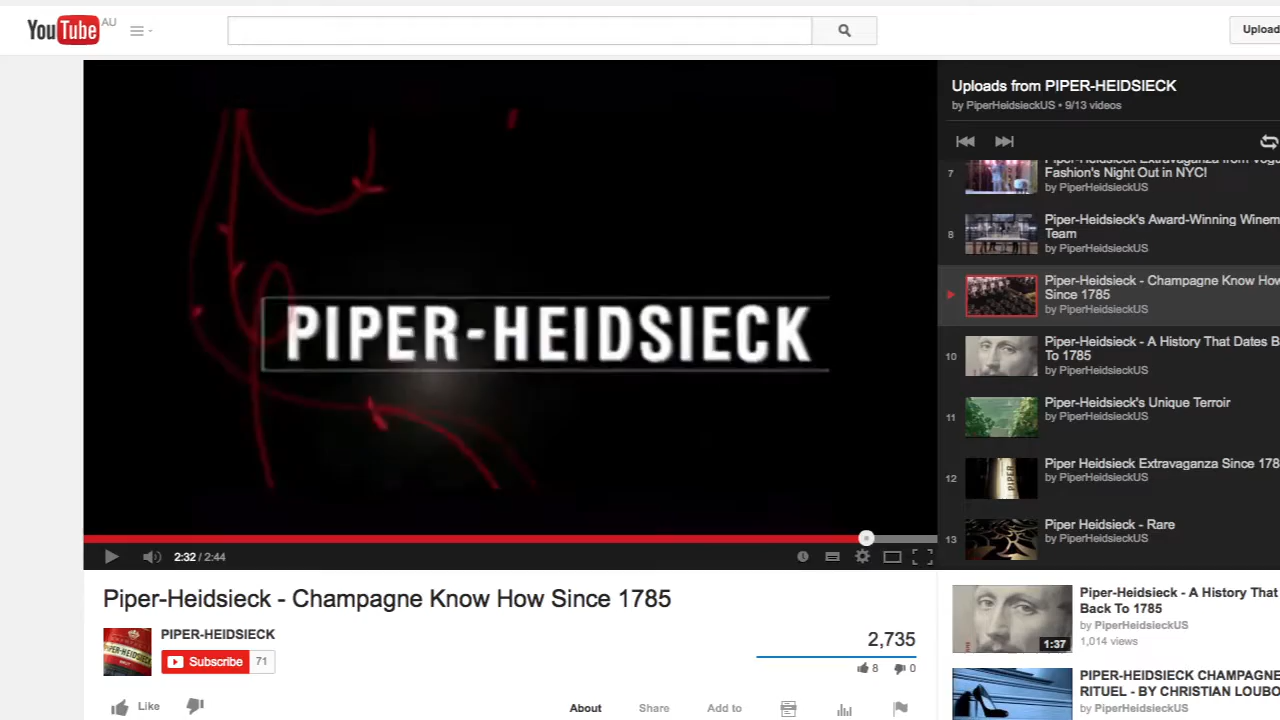 YouTube AU
Upload
PIPER-HEIDSIECK
Uploads from PIPER-HEIDSIECK
by PiperHeidsieckUS • 9/13 videos
7
Piper-Heidsieck Extravaganza from Vogue
Fashion's Night Out in NYC!
by PiperHeidsieckUS
8
Piper-Heidsieck's Award-Winning Winem
Team
by PiperHeidsieckUS
Piper-Heidsieck - Champagne Know How
Since 1785
by PiperHeidsieckUS
10
Piper-Heidsieck - A History That Dates B
To 1785
by PiperHeidsieckUS
11
Piper-Heidsieck's Unique Terroir
by PiperHeidsieckUS
12
Piper Heidsieck Extravaganza Since 178
by PiperHeidsieckUS
PIPER
13
Piper Heidsieck - Rare
by PiperHeidsieckUS
2:32 / 2:44
Piper-Heidsieck - Champagne Know How Since 1785
PIPER-HEIDSIECK
PIPER-HEIDSIECK
BRUT
Subscribe 71
2,735
8 0
Like
About Share Add to
1:37
Piper-Heidsieck - A History That
Back To 1785
by PiperHeidsieckUS
1,014 views
PIPER-HEIDSIECK CHAMPAGNE
RITUEL - BY CHRISTIAN LOUBO
by PiperHeidsieckUS